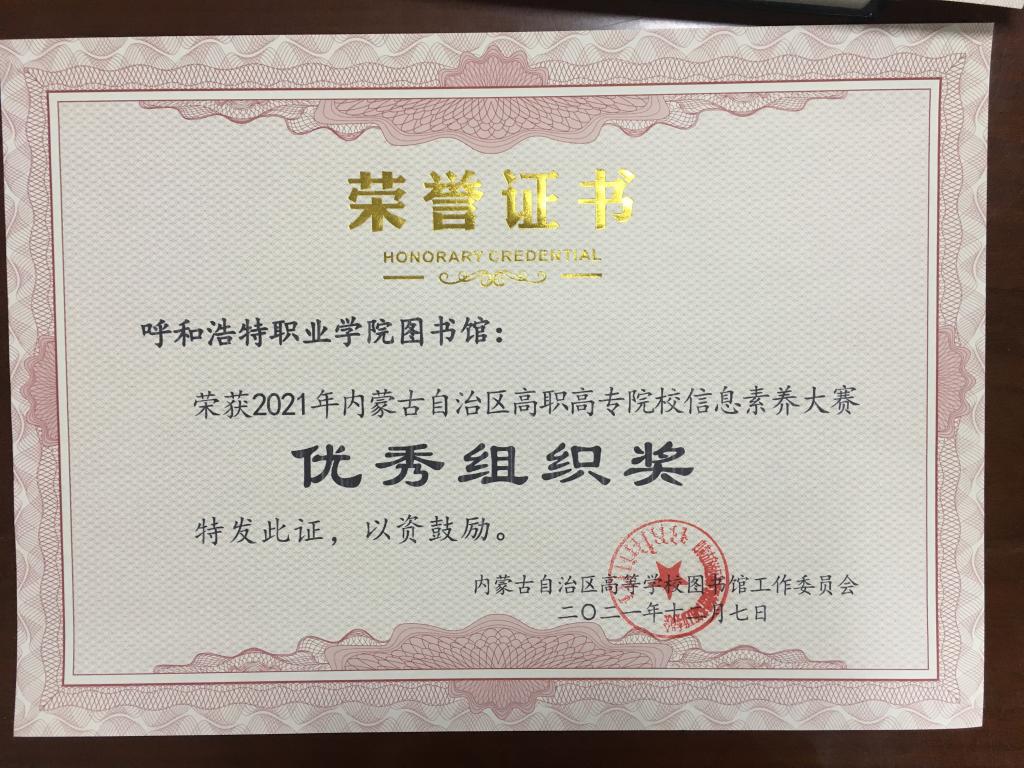 荣誉证书
HONORARY CREDENTIAL
呼和浩特职业学院图书馆：
荣获2021年内蒙古自治区高职高专院校信息素养大赛
优秀组织奖
特发此证，以资鼓励。
内蒙古自治区高等学校图书馆工作委员会
二〇二一年十二月七日